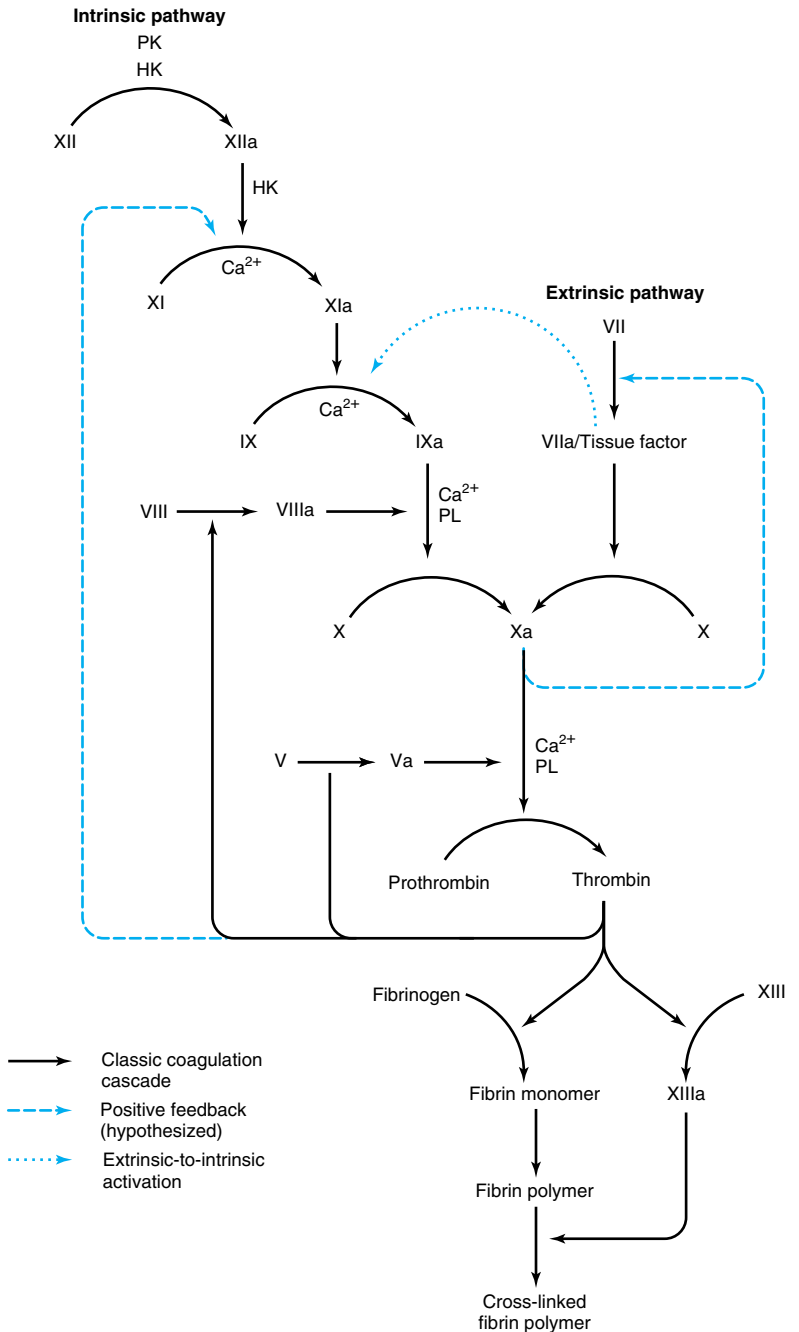 Intrinsic pathway
PK
HK
XII
XIIa
HK
Ca2+
XI
XIa
Extrinsic pathway
VII
Ca2+
IX
IXa
VIIa/Tissue factor
Ca2+
PL
VIII
VIIIa
X
Xa
X
Ca2+
PL
V
Va
Prothrombin
Thrombin
Fibrinogen
XIII
Classic coagulation
cascade
Positive feedback
(hypothesized)
Extrinsic-to-intrinsic
activation
Fibrin monomer
XIIIa
Fibrin polymer
Cross-linked
fibrin polymer